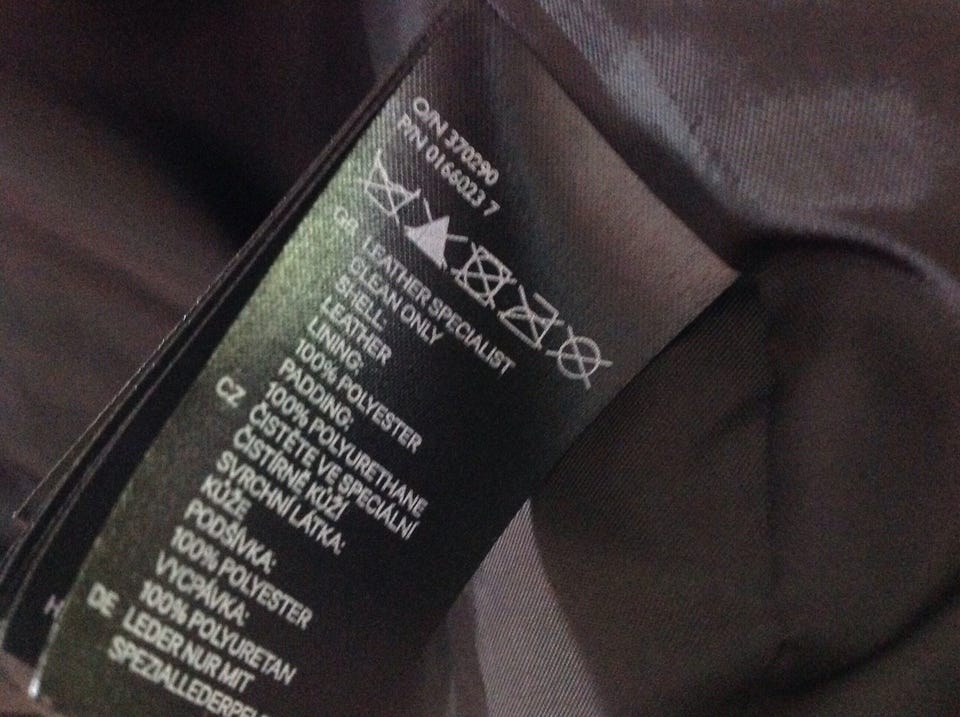 O/N 370290
P/N 0166023 7
GB LEATHER SPECIALIST
CLEAN ONLY
SHELL
LEATHER
LINING:
100% POLYESTER
PADDING:
100% POLYURETHANE
CZ ČISTĚTE VE SPECIÁLNÍ
ČISTÍRNĚ KŮŽÍ
SVRCHNÍ LÁTKA:
KŮŽE
PODŠÍVKA:
100% POLYESTER
VYCPÁVKA:
100% POLYURETAN
DE LEDER NUR MIT